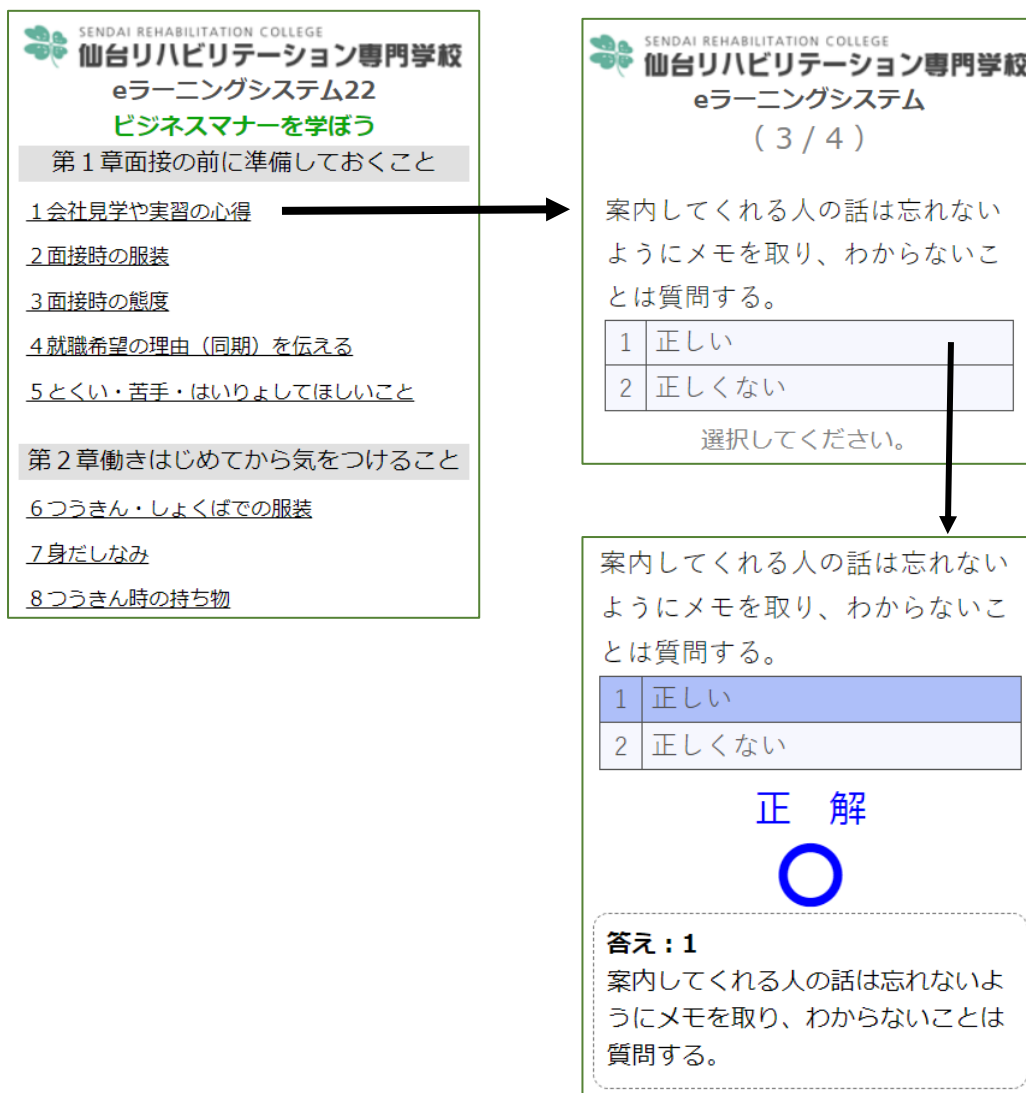 SENDAI REHABILITATION COLLEGE
仙台リハビリテーション専門学校
eラーニングシステム22
ビジネスマナーを学ぼう
第１章面接の前に準備しておくこと
１会社見学や実習の心得
２面接時の服装
３面接時の態度
４就職希望の理由（同期）を伝える
５とくい・苦手・はいりょしてほしいこと
第２章働きはじめてから気をつけること
６つうきん・しょくばでの服装
７身だしなみ
８つうきん時の持ち物
SENDAI REHABILITATION COLLEGE
仙台リハビリテーション専門学校
eラーニングシステム
（３/４）
案内してくれる人の話は忘れない
ようにメモを取り、わからないこ
とは質問する。
1 正しい
2 正しくない
選択してください。
案内してくれる人の話は忘れない
ようにメモを取り、わからないこ
とは質問する。
1 正しい
2 正しくない
正　解
答え：1
案内してくれる人の話は忘れないよ
うにメモを取り、わからないことは
質問する。